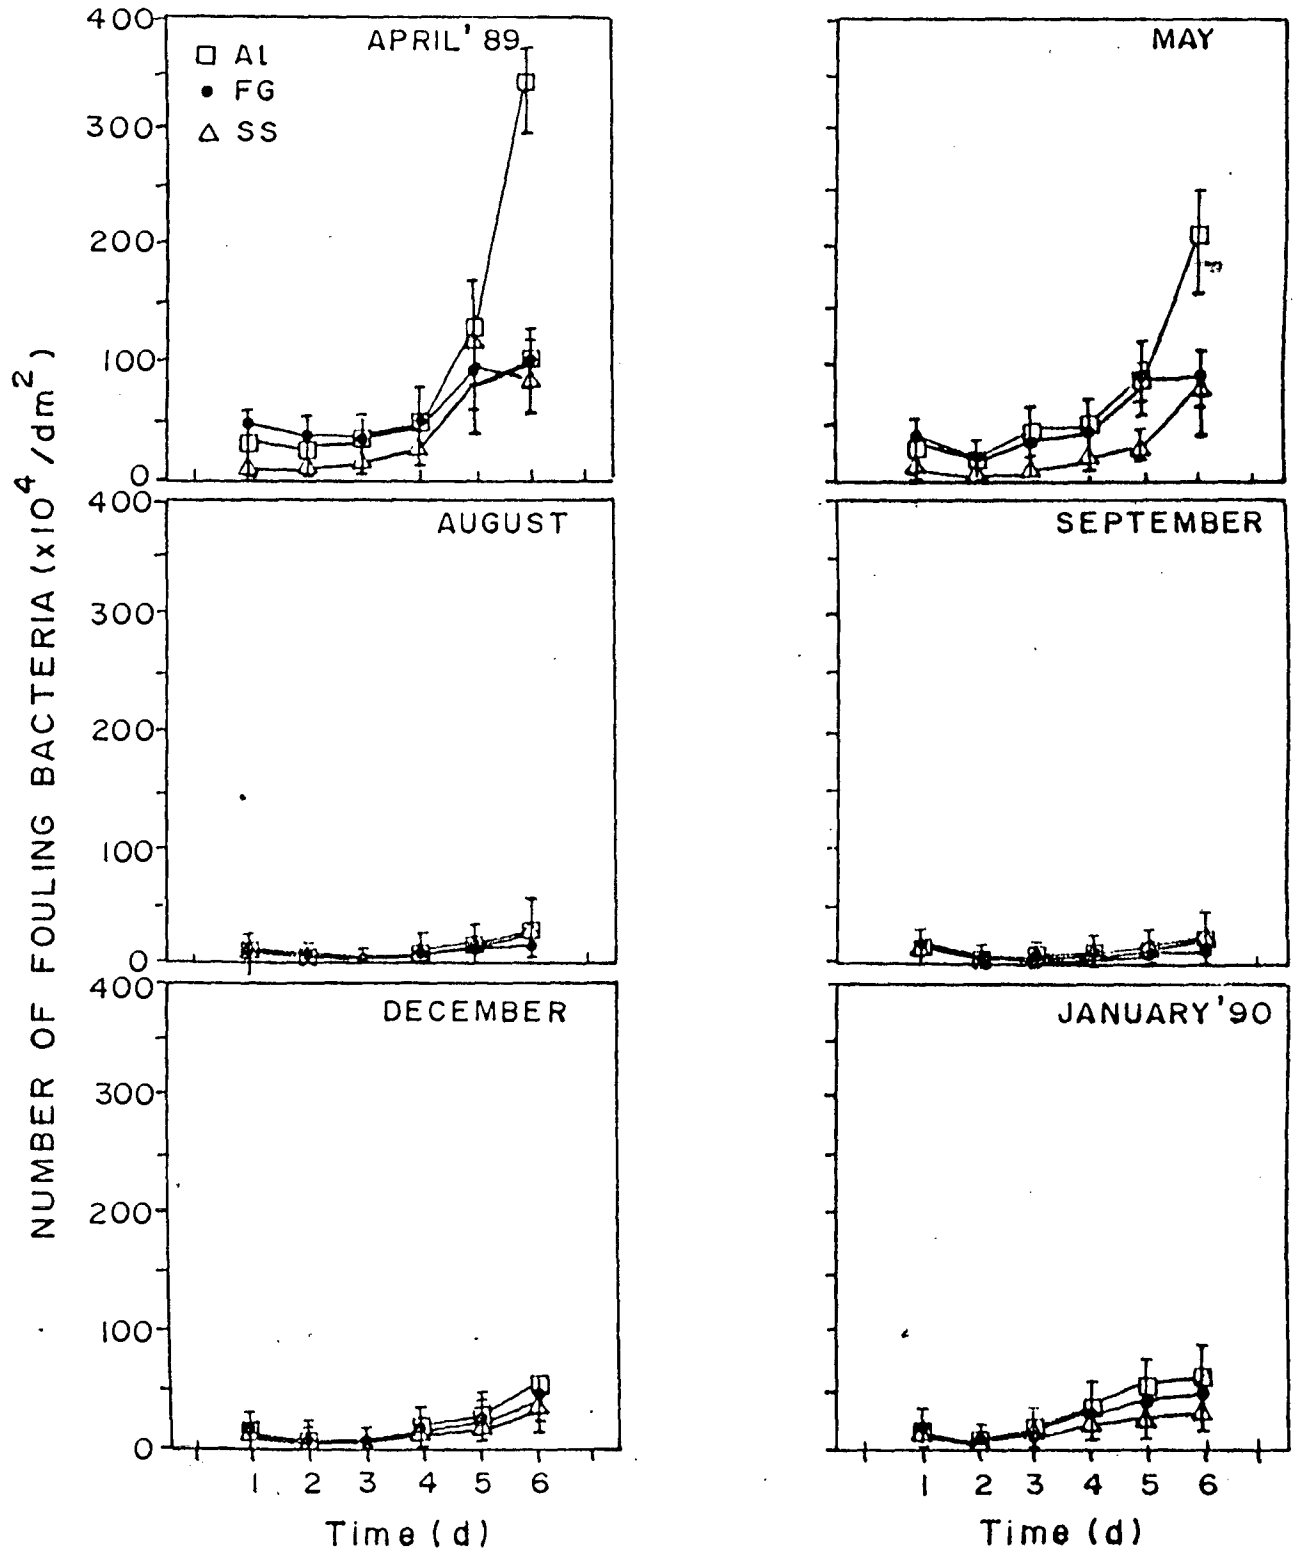 NUMBER OF FOULING BACTERIA (x10⁴/dm²)
APRIL' 89
□ Al
● FG
△ SS
400
300
200
100
0
MAY
AUGUST
400
300
200
100
0
SEPTEMBER
DECEMBER
400
300
200
100
0
1 2 3 4 5 6
Time (d)
JANUARY '90
1 2 3 4 5 6
Time (d)